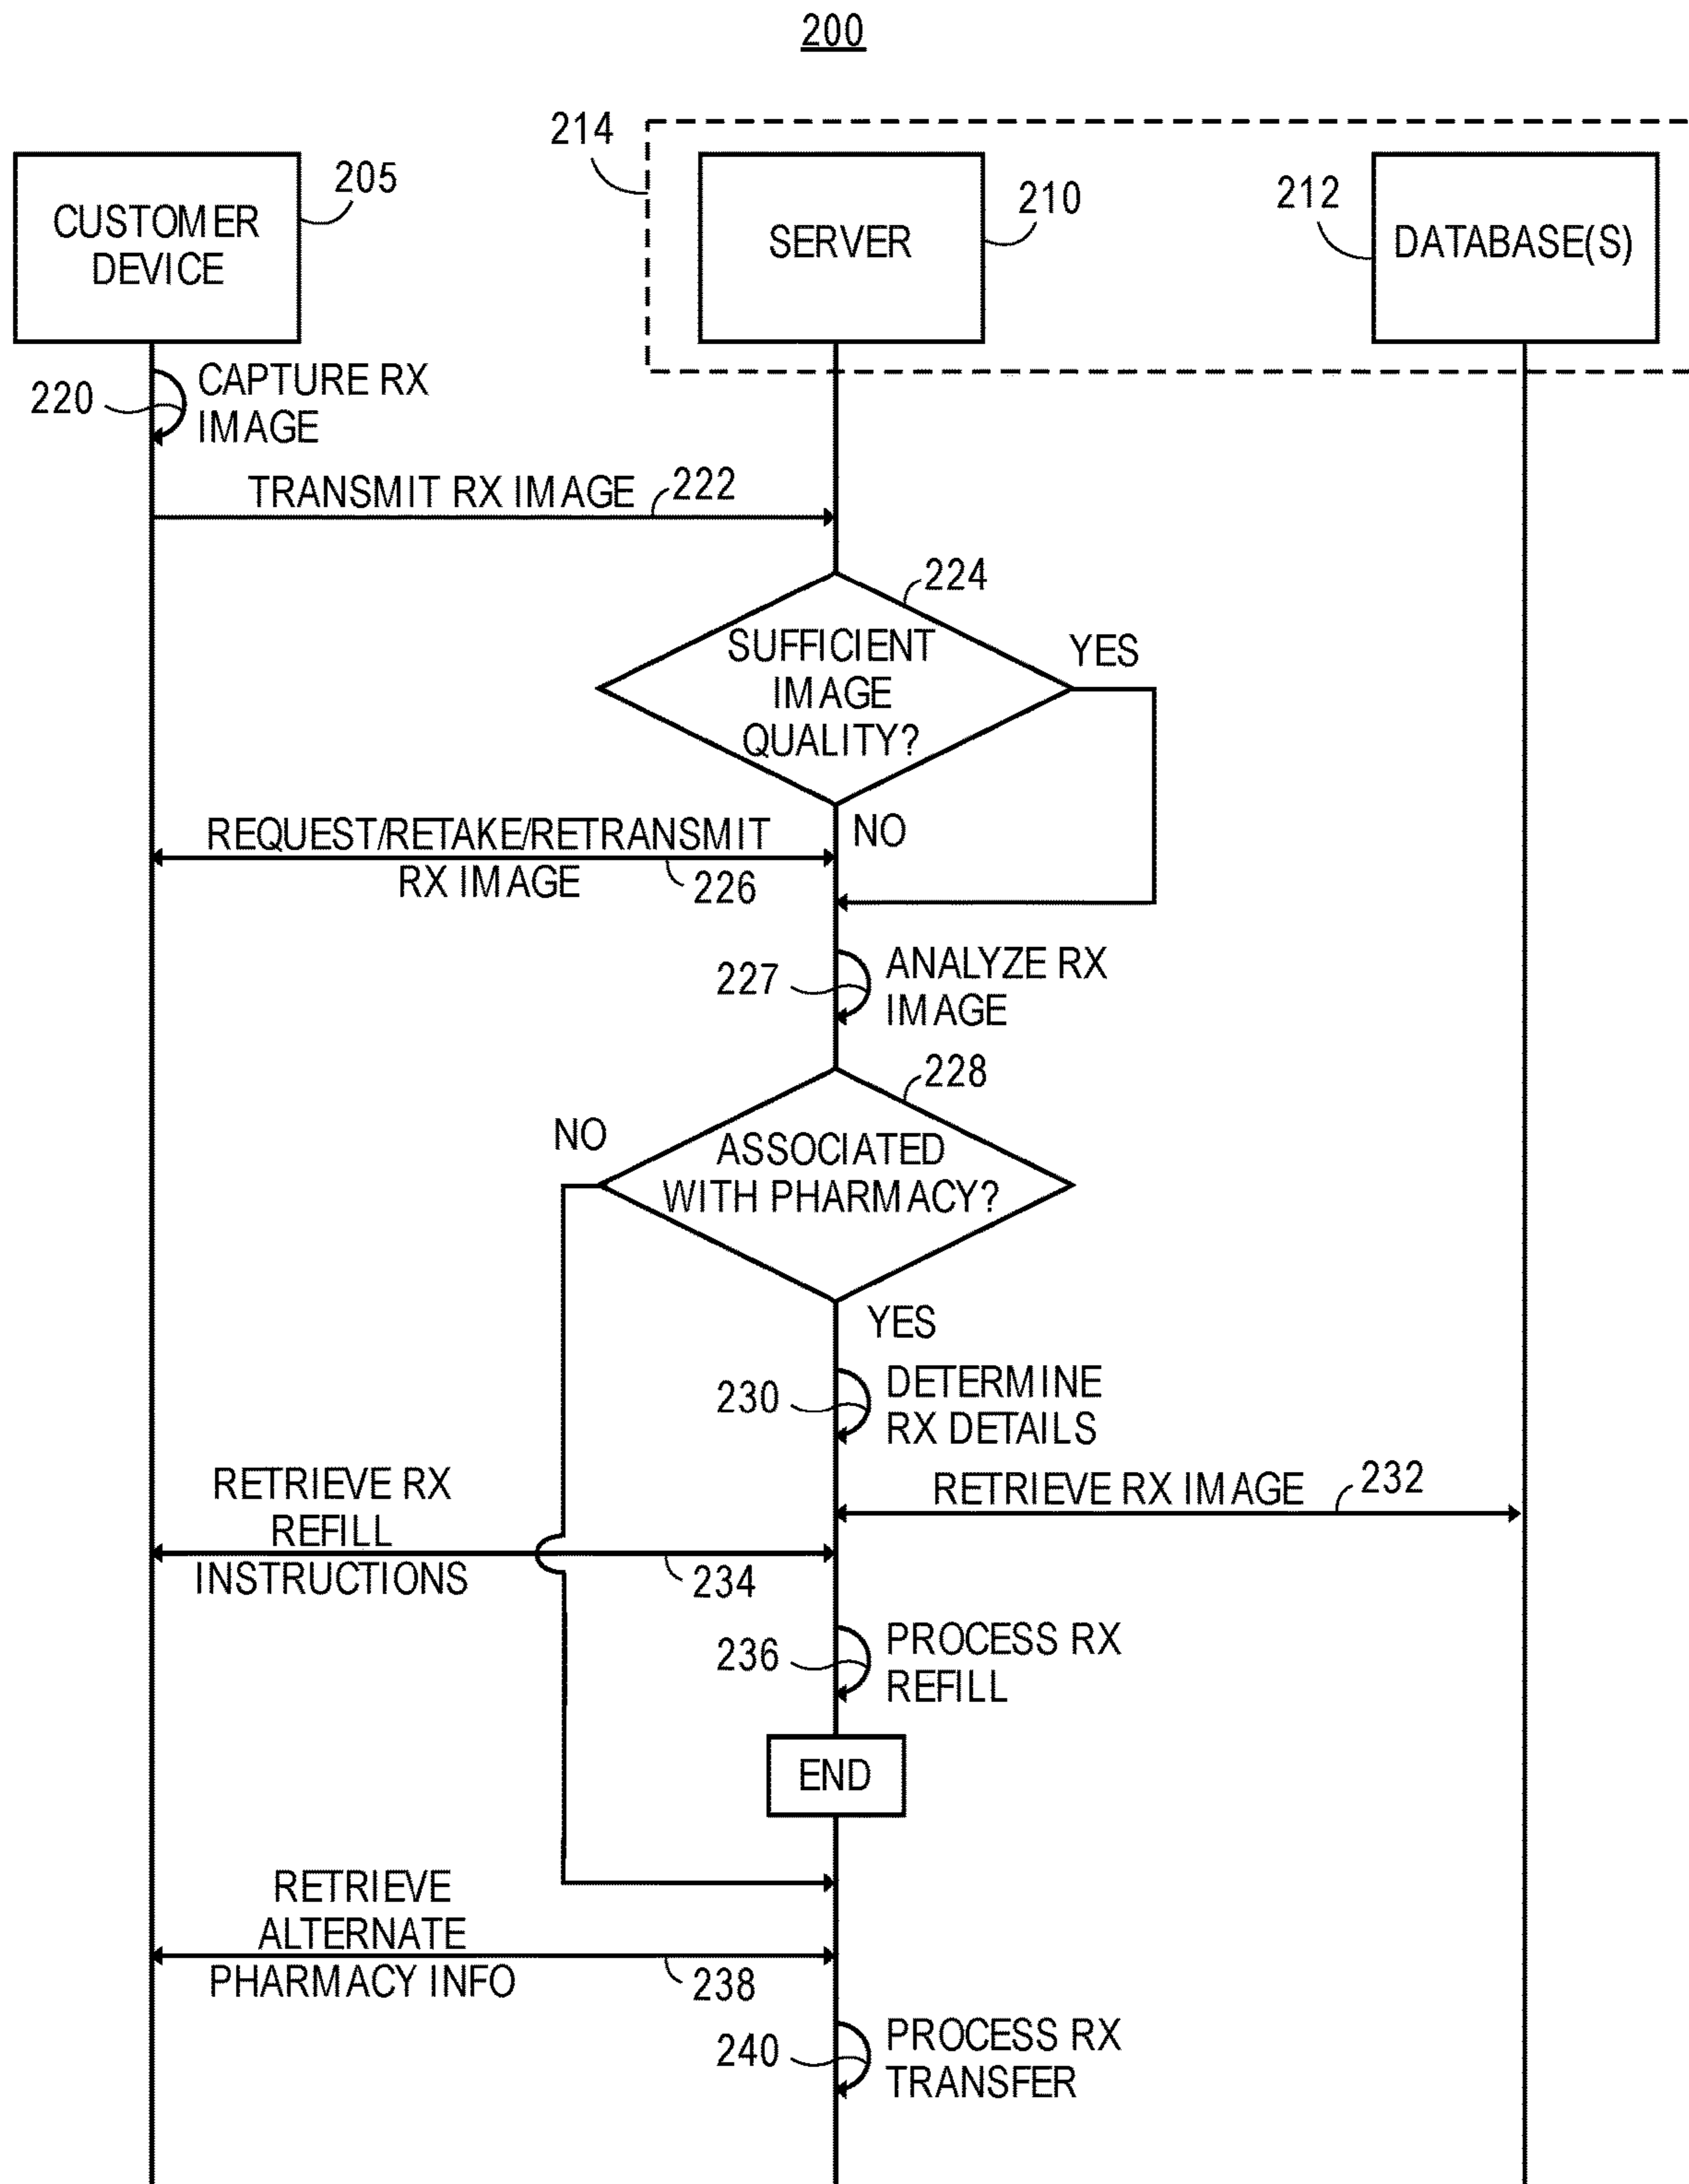 200
214
CUSTOMER
DEVICE
205
SERVER
210
212
DATABASE(S)
220
CAPTURE RX
IMAGE
TRANSMIT RX IMAGE
222
224
SUFFICIENT
IMAGE
QUALITY?
YES
NO
REQUEST/RETAKE/RETRANSMIT
RX IMAGE
226
227
ANALYZE RX
IMAGE
228
NO
ASSOCIATED
WITH PHARMACY?
YES
230
DETERMINE
RX DETAILS
RETRIEVE RX IMAGE
232
RETRIEVE RX
REFILL
INSTRUCTIONS
234
236
PROCESS RX
REFILL
END
RETRIEVE
ALTERNATE
PHARMACY INFO
238
240
PROCESS RX
TRANSFER